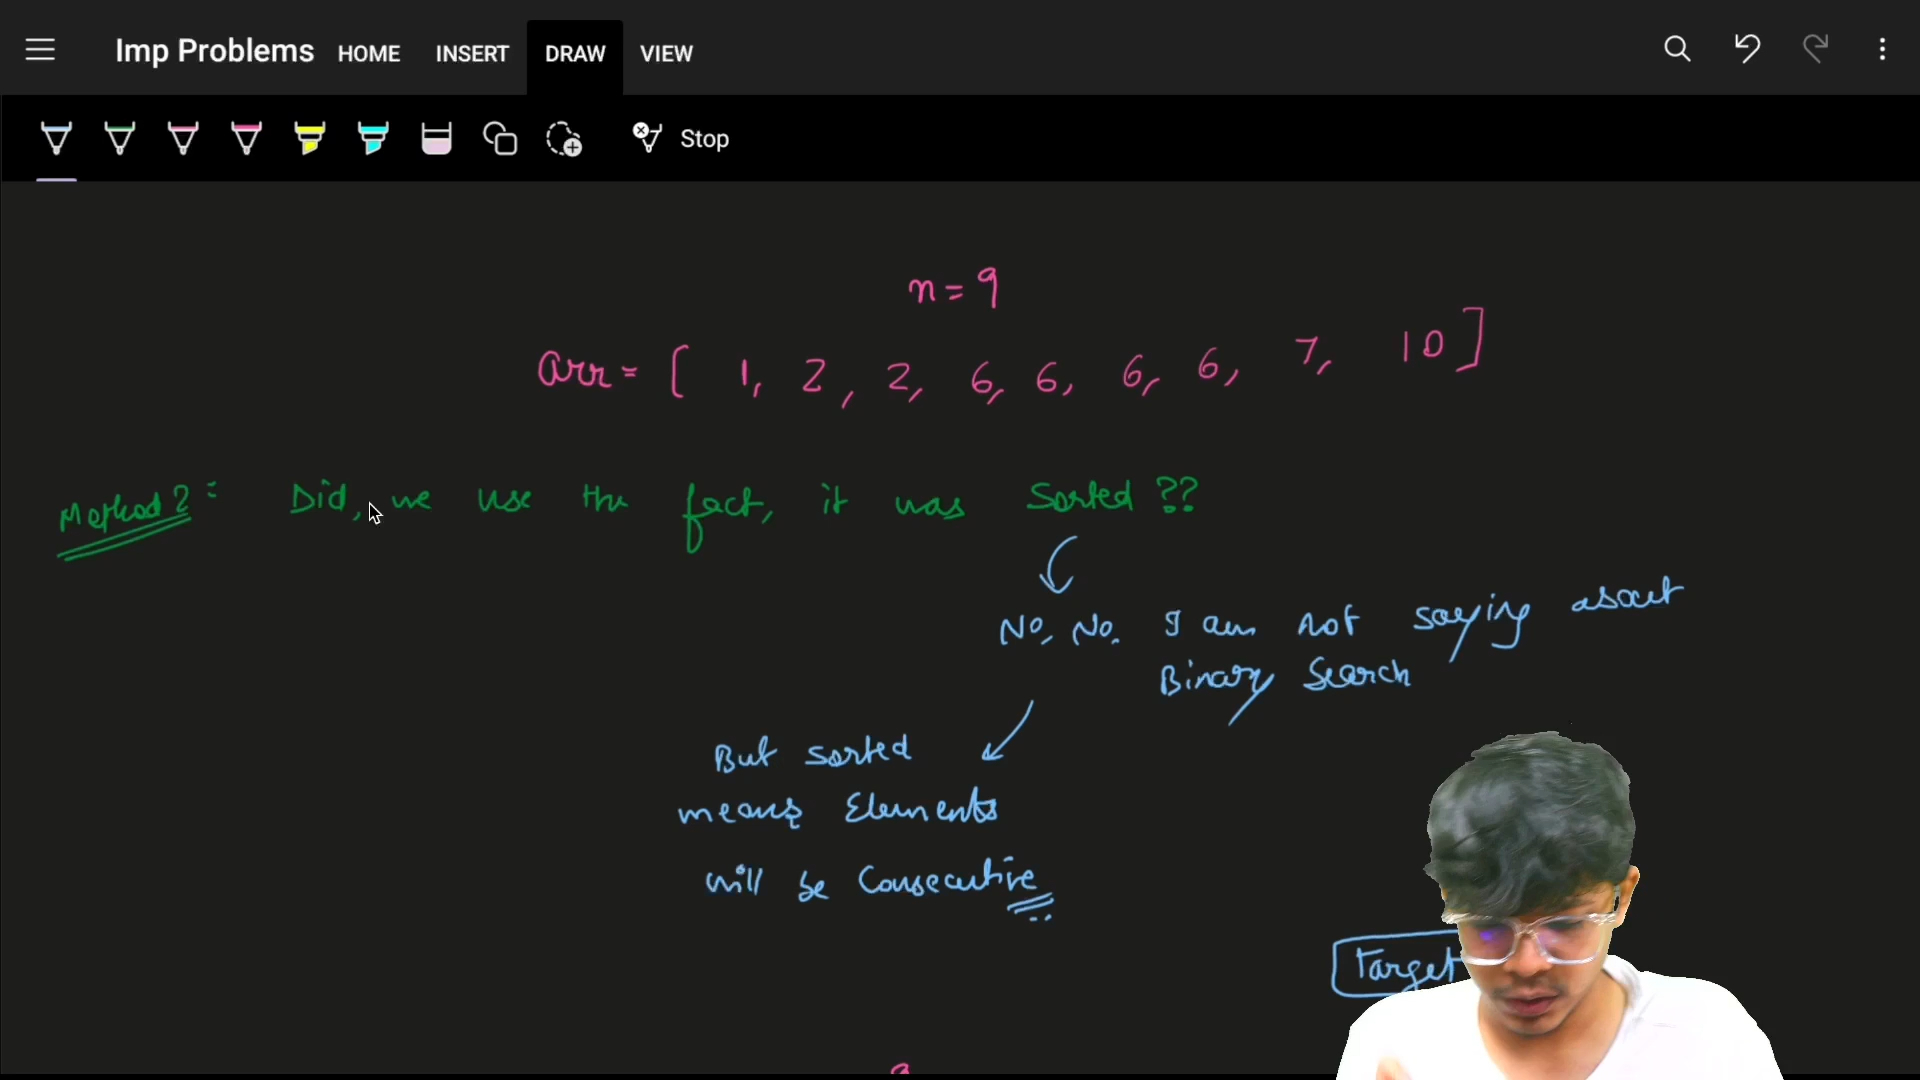 Imp Problems HOME INSERT DRAW VIEW
Stop
n=9
arr= [ 1, 2, 2, 6, 6, 6, 6, 7, 10 ]
Method 2: Did, we use the fact, it was Sorted ??
No, No. I am not saying about
Binary Search
But sorted
means Elements
will be Consecutive
Target